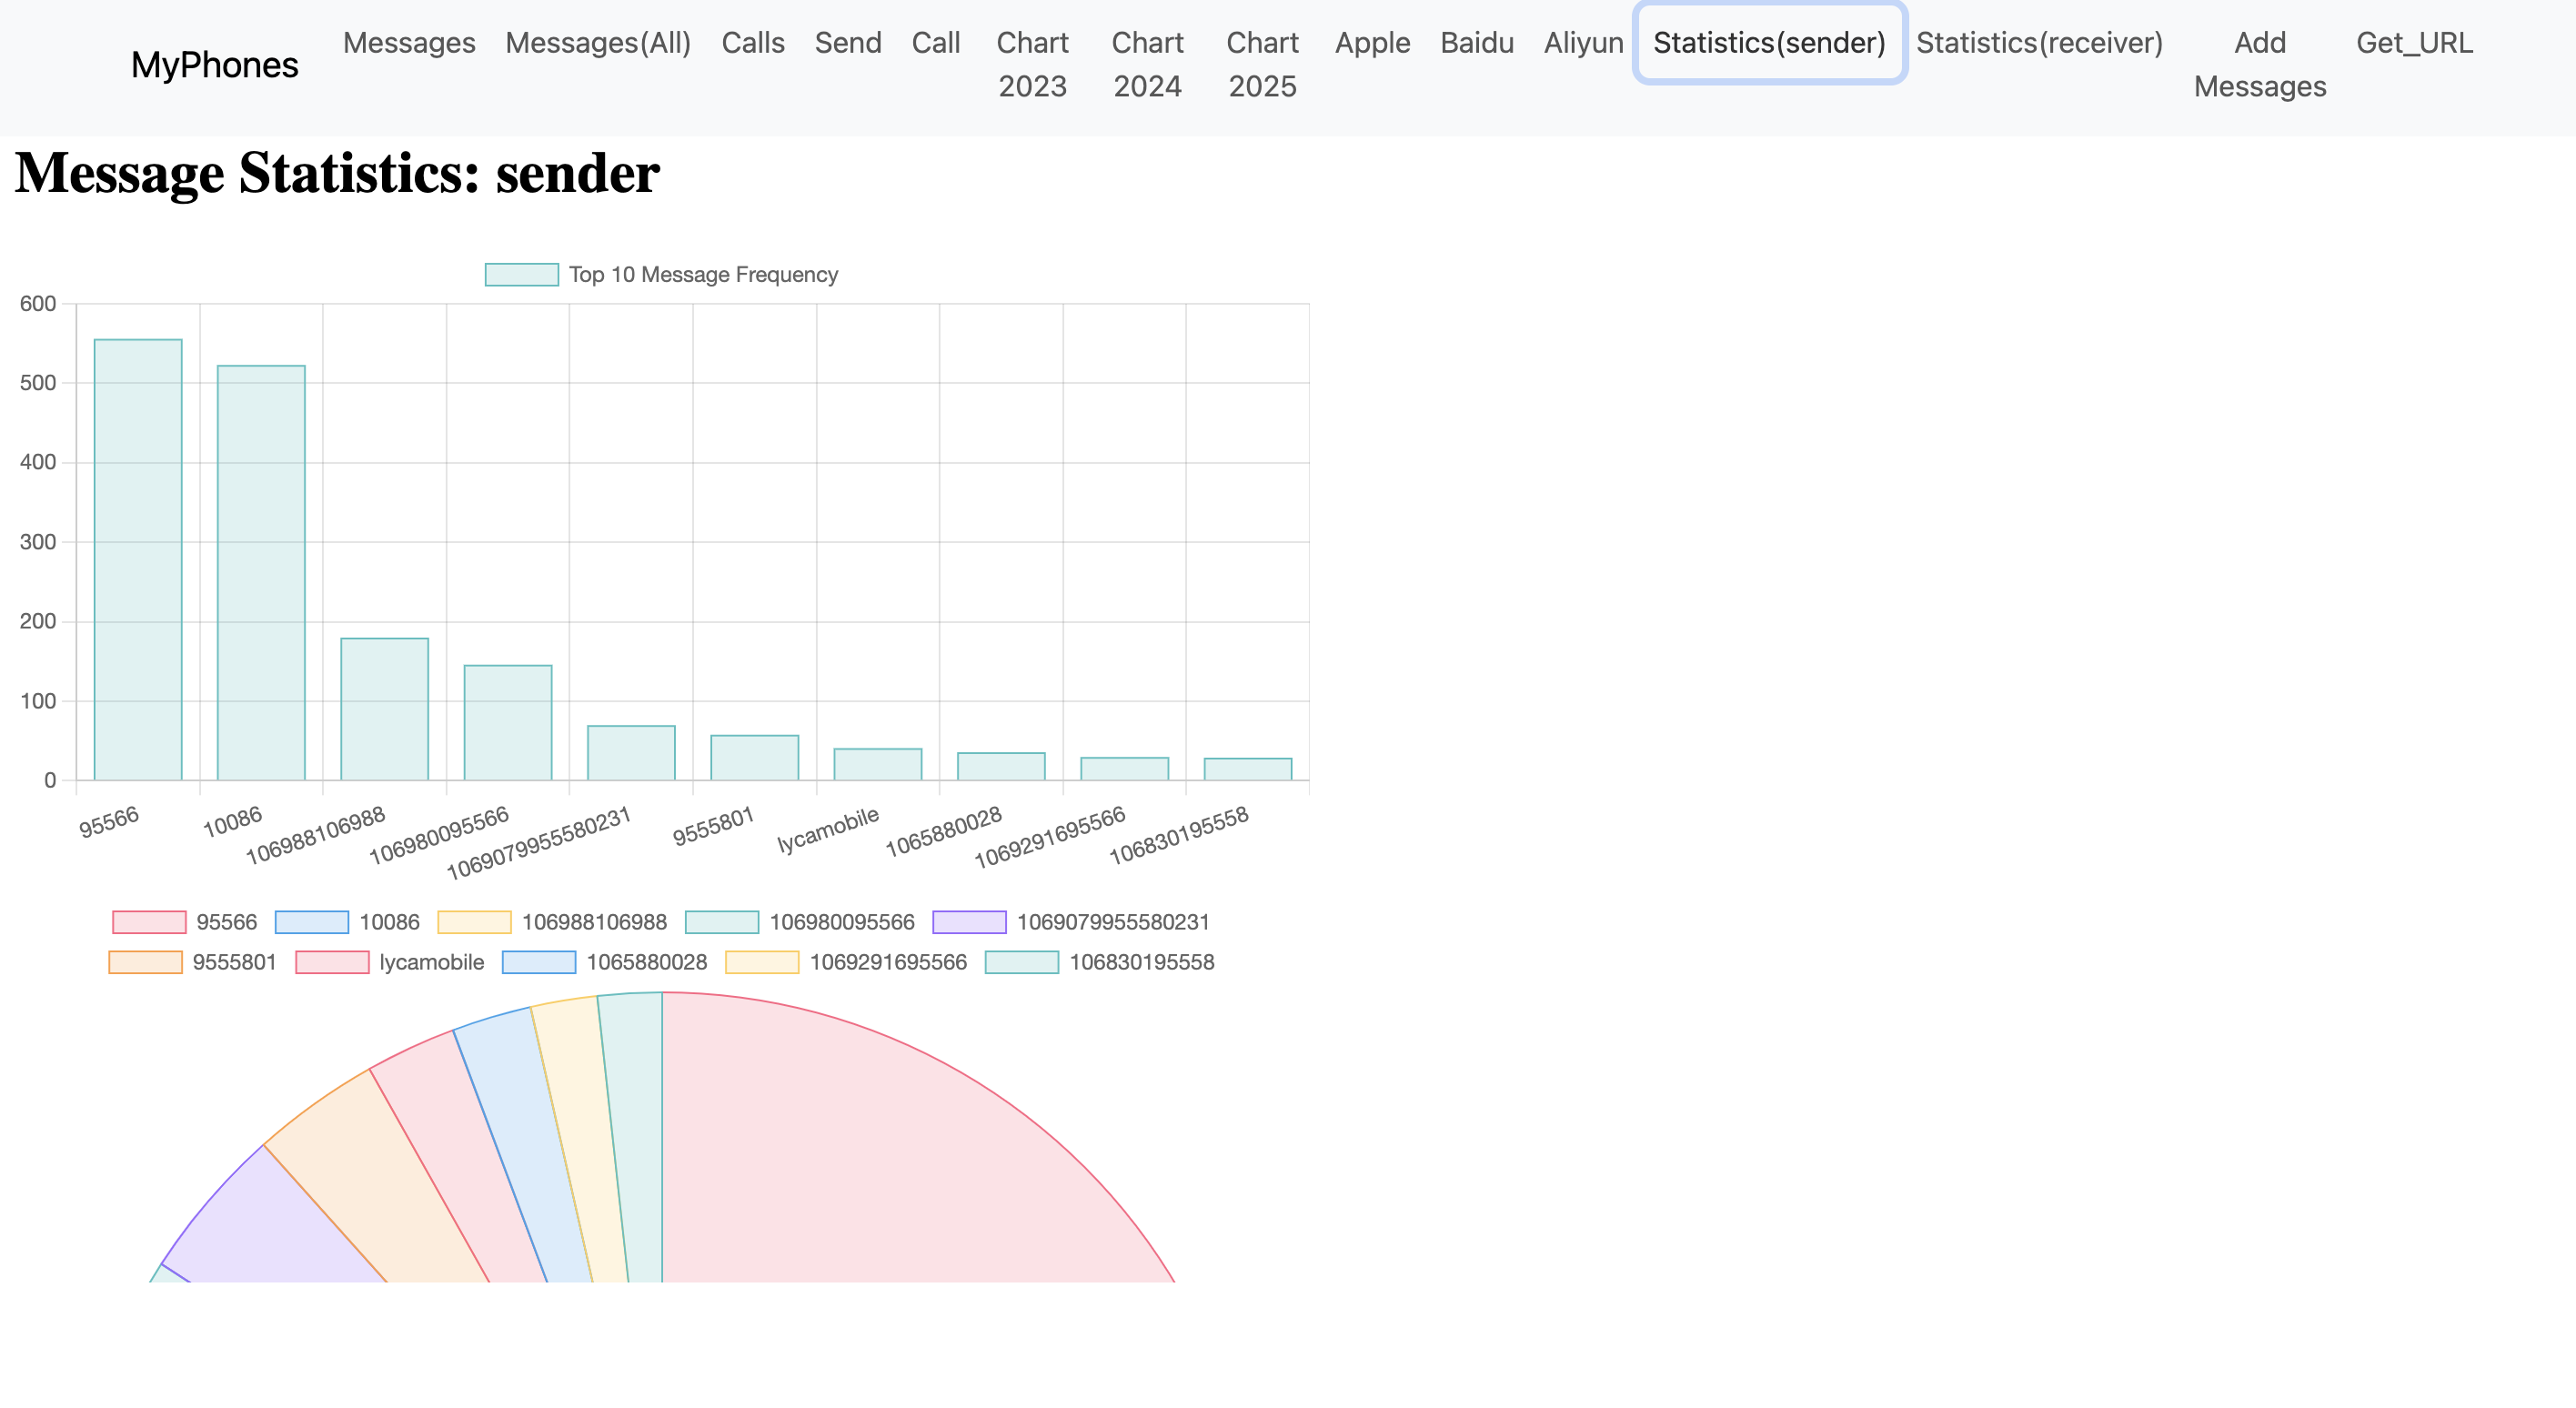 MyPhones
Messages
Messages(All)
Calls
Send
Call
Chart
2023
Chart
2024
Chart
2025
Apple
Baidu
Aliyun
Statistics(sender)
Statistics(receiver)
Add
Messages
Get_URL
Message Statistics: sender
Top 10 Message Frequency
600
500
400
300
200
100
0
95566
10086
106988106988
106980095566
1069079955580231
9555801
lycamobile
1065880028
1069291695566
106830195558
95566 10086 106988106988 106980095566 1069079955580231
9555801 lycamobile 1065880028 1069291695566 106830195558